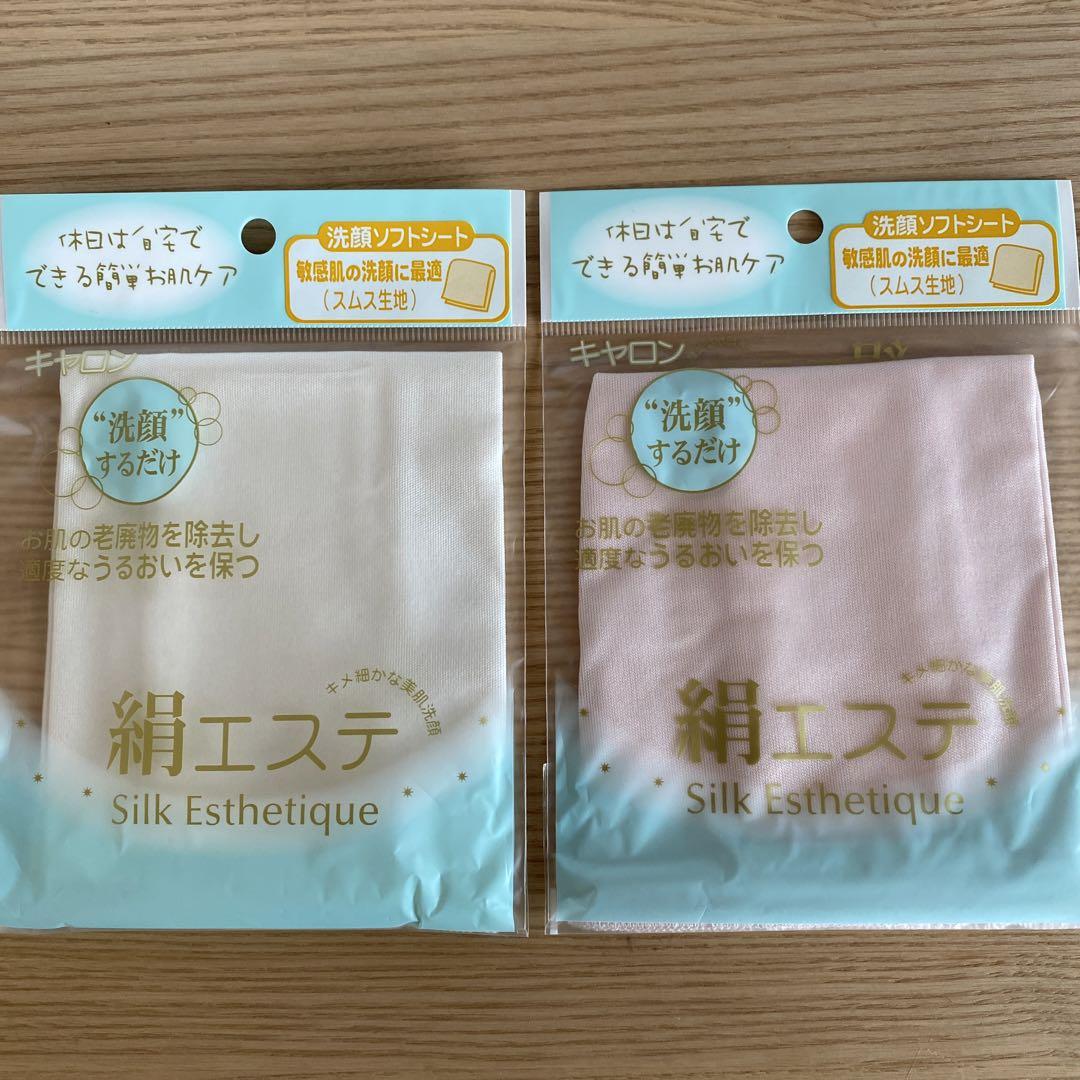 休日は自宅で
できる簡単お肌ケア
洗顔ソフトシート
敏感肌の洗顔に最適
(スムス生地)
キャロン
“洗顔”
するだけ
お肌の老廃物を除去し
適度なうるおいを保つ
キメ細かな美肌洗顔
絹エステ
Silk Esthetique
休日は自宅で
できる簡単お肌ケア
洗顔ソフトシート
敏感肌の洗顔に最適
(スムス生地)
キャロン
“洗顔”
するだけ
お肌の老廃物を除去し
適度なうるおいを保つ
キメ細かな美肌洗顔
絹エステ
Silk Esthetique